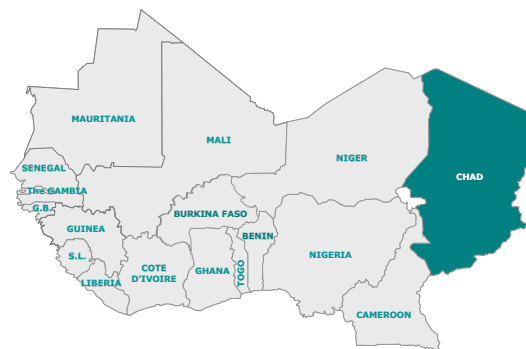 MAURITANIA
MALI
NIGER
CHAD
SENEGAL
The GAMBIA
G.B.
GUINEA
S.L.
LIBERIA
COTE
D'IVOIRE
BURKINA FASO
GHANA
TOGO
BENIN
NIGERIA
CAMEROON